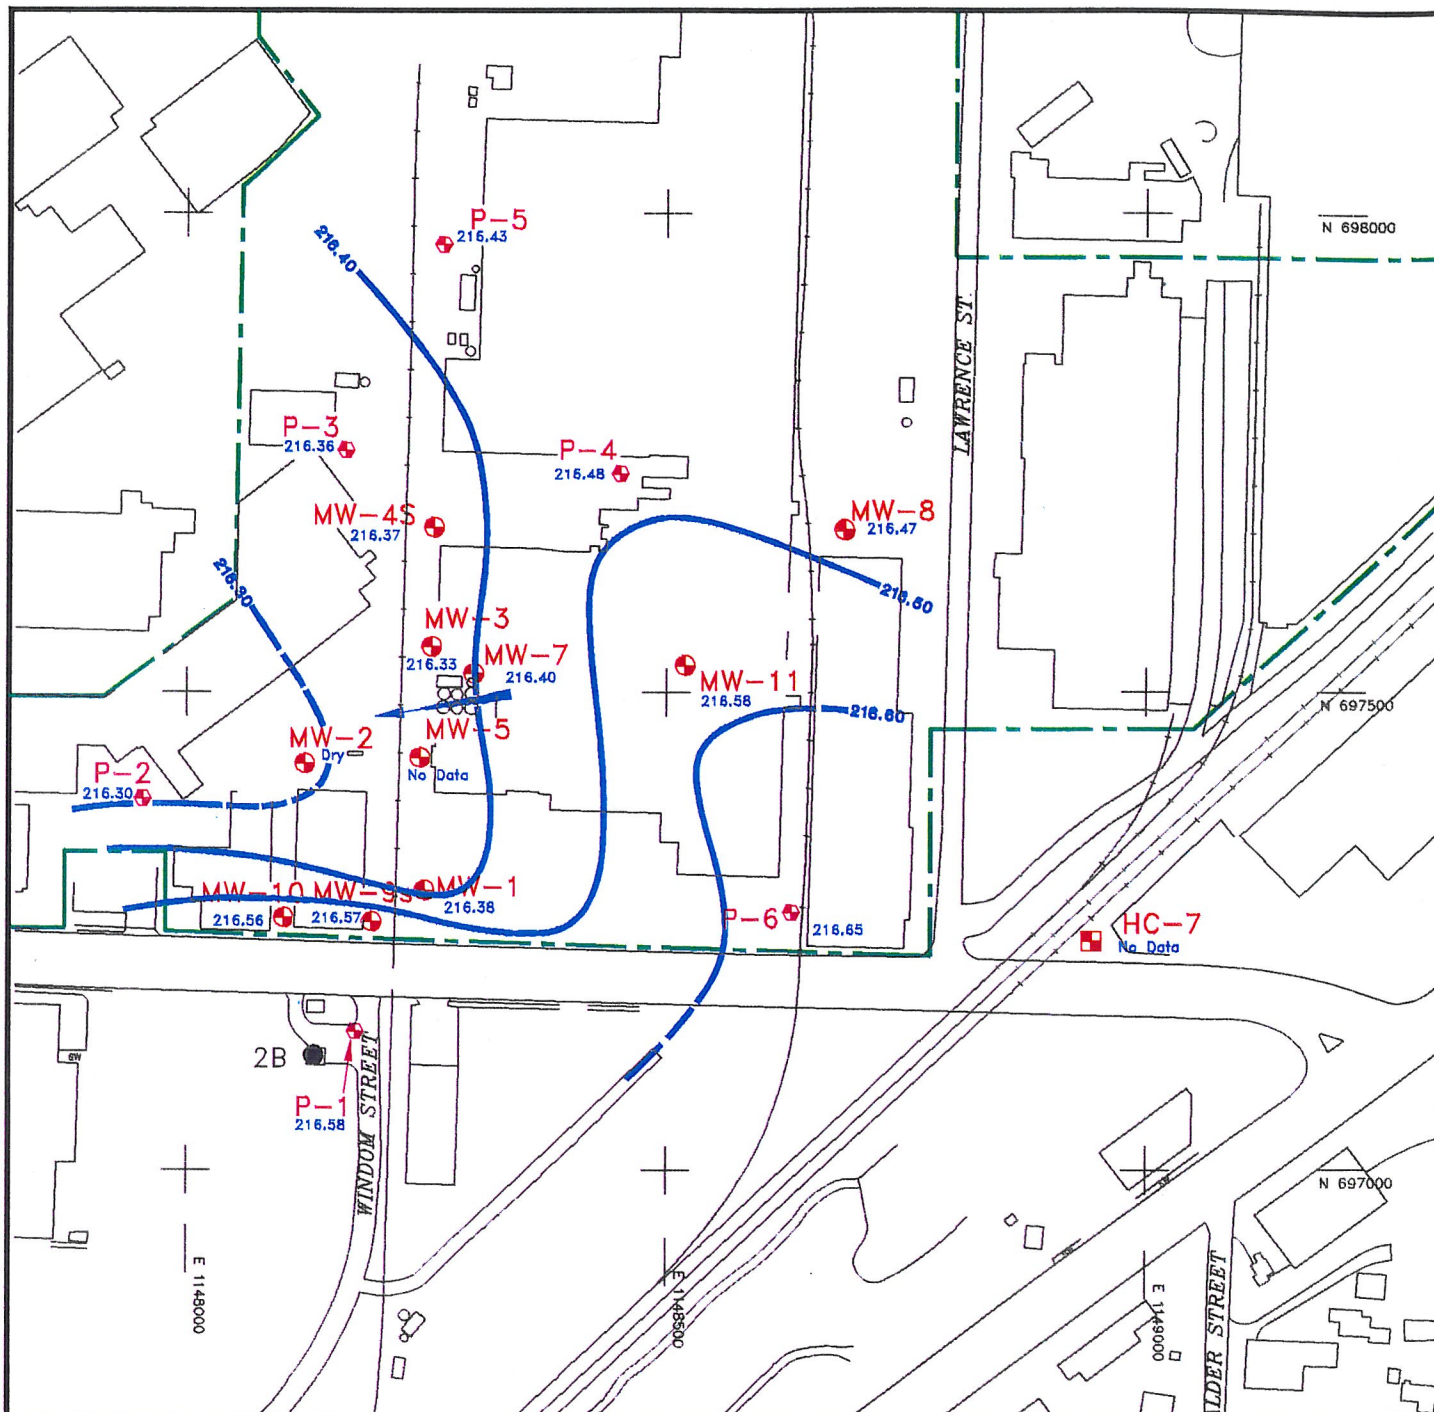 P-5
216.43
N 698000
216.40
LAWRENCE ST.
P-3
216.36
P-4
216.48
MW-4S
216.37
MW-8
216.47
216.30
216.50
MW-3
216.33
MW-7
216.40
MW-11
216.58
N 697500
216.60
MW-5
No Data
MW-2
Dry
P-2
216.30
MW-10
216.56
MW-9s
216.57
MW-1
216.38
P-6
216.65
HC-7
No Data
2B
P-1
216.58
WINDOM STREET
N 697000
E 1148000
E 1148500
E 1149000
ALDER STREET